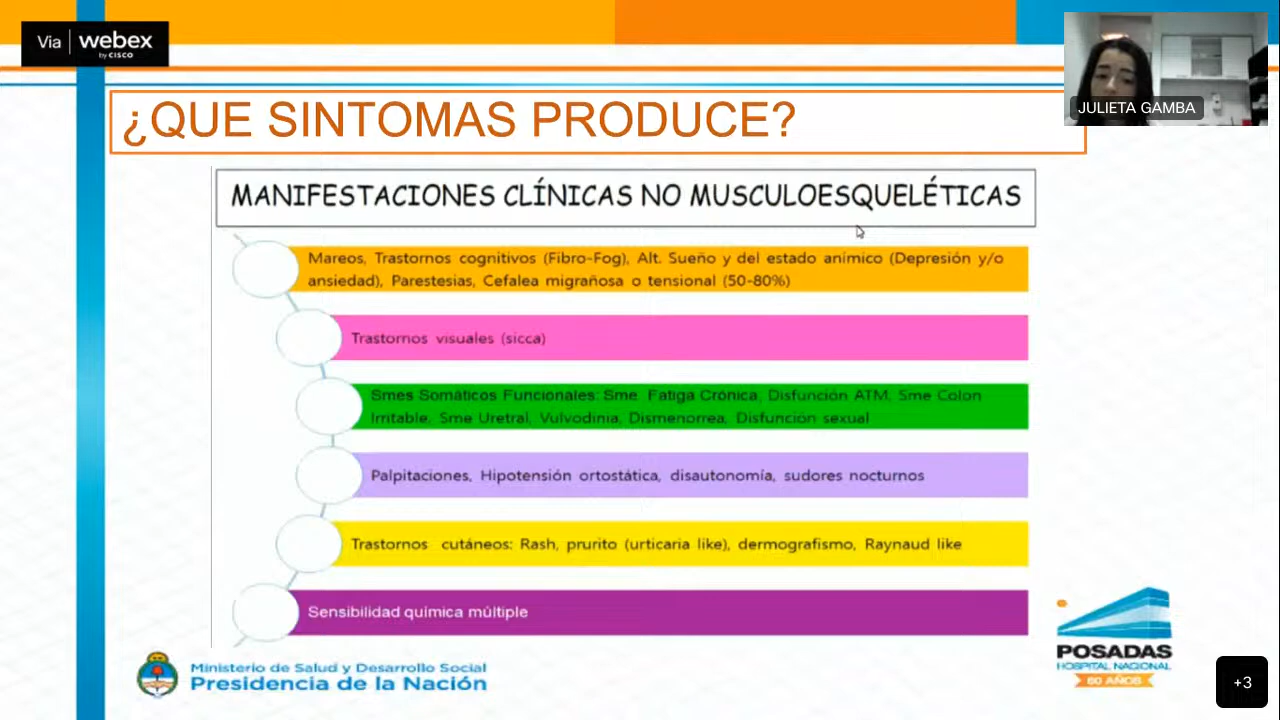 Via webex
by CISCO
JULIETA GAMBA
¿QUE SINTOMAS PRODUCE?
MANIFESTACIONES CLÍNICAS NO MUSCULOESQUELÉTICAS
Mareos, Trastornos cognitivos (Fibro-Fog), Alt. Sueño y del estado anímico (Depresión y/o
ansiedad), Parestesias, Cefalea migrañosa o tensional (50-80%)
Trastornos visuales (sicca)
Smes Somáticos Funcionales: Sme. Fatiga Crónica, Disfunción ATM, Sme Colon
Irritable, Sme Uretral, Vulvodinia, Dismenorrea, Disfunción sexual
Palpitaciones, Hipotensión ortostática, disautonomía, sudores nocturnos
Trastornos cutáneos: Rash, prurito (urticaria like), dermografismo, Raynaud like
Sensibilidad química múltiple
Ministerio de Salud y Desarrollo Social
Presidencia de la Nación
POSADAS
HOSPITAL NACIONAL
60 AÑOS
+3